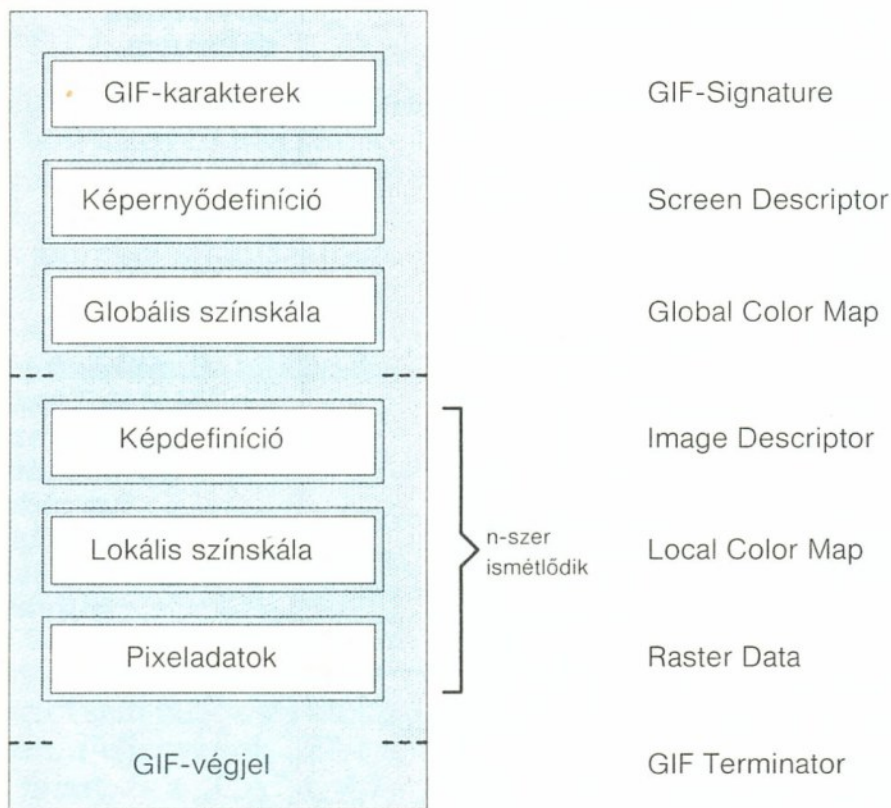 GIF-karakterek GIF-Signature
Képernyődefiníció Screen Descriptor
Globális színskála Global Color Map
Képdefiníció Image Descriptor
n-szer
Lokális színskála ismétlődik Local Color Map
Pixeladatok Raster Data
GIF-végjel GIF Terminator